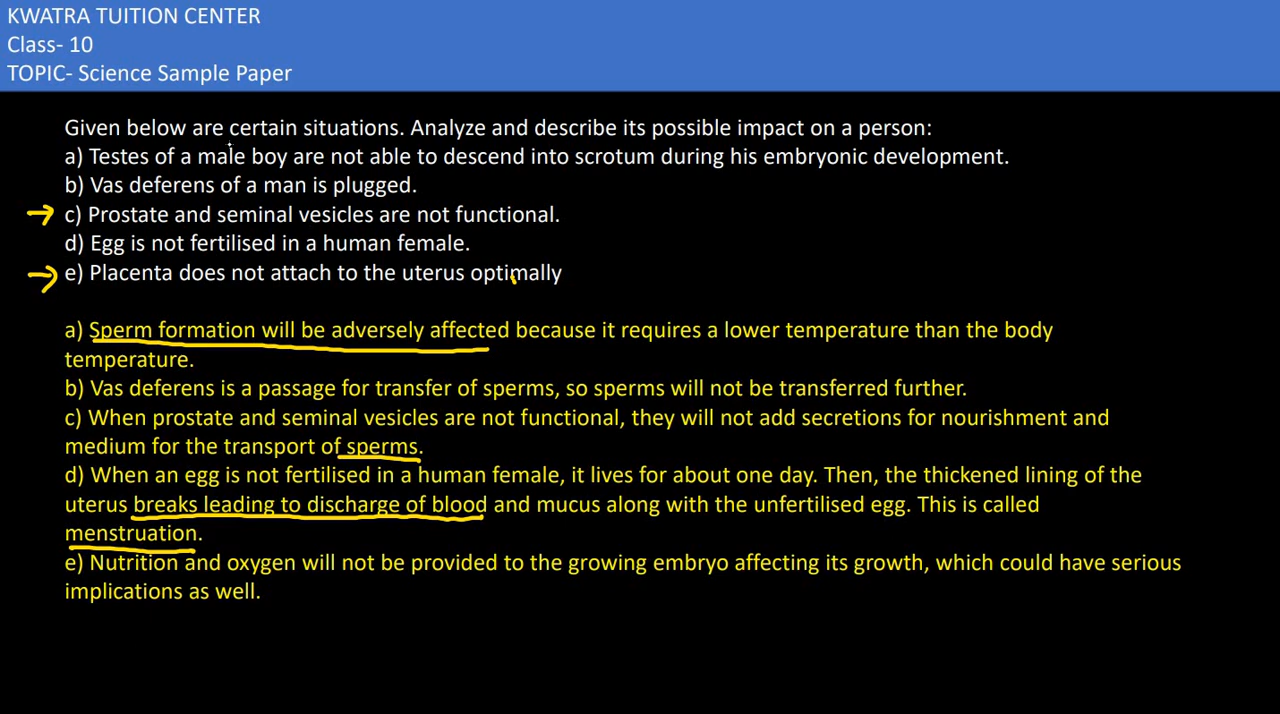 KWATRA TUITION CENTER
Class- 10
TOPIC- Science Sample Paper
Given below are certain situations. Analyze and describe its possible impact on a person:
a) Testes of a male boy are not able to descend into scrotum during his embryonic development.
b) Vas deferens of a man is plugged.
c) Prostate and seminal vesicles are not functional.
d) Egg is not fertilised in a human female.
e) Placenta does not attach to the uterus optimally
a) Sperm formation will be adversely affected because it requires a lower temperature than the body
temperature.
b) Vas deferens is a passage for transfer of sperms, so sperms will not be transferred further.
c) When prostate and seminal vesicles are not functional, they will not add secretions for nourishment and
medium for the transport of sperms.
d) When an egg is not fertilised in a human female, it lives for about one day. Then, the thickened lining of the
uterus breaks leading to discharge of blood and mucus along with the unfertilised egg. This is called
menstruation.
e) Nutrition and oxygen will not be provided to the growing embryo affecting its growth, which could have serious
implications as well.